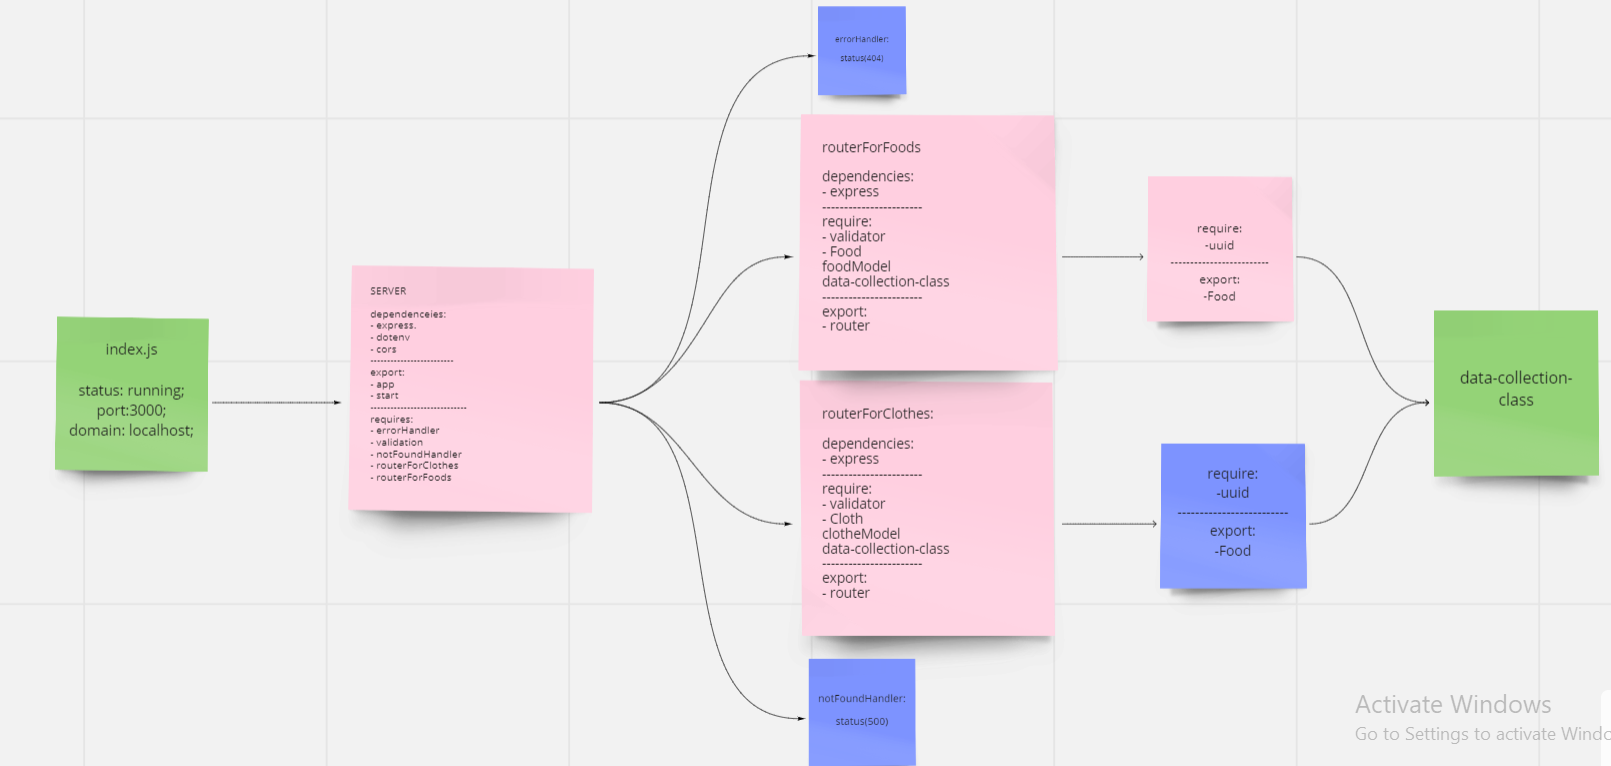 index.js
status: running;
port:3000;
domain: localhost;
SERVER
dependenceies:
- express.
- dotenv
- cors
-------------------------
export:
- app
- start
-----------------------------
requires:
- errorHandler
- validation
- notFoundHandler
- routerForClothes
- routerForFoods
errorHandler:
status(404)
routerForFoods
dependencies:
- express
-----------------------
require:
- validator
- Food
foodModel
data-collection-class
-----------------------
export:
- router
routerForClothes:
dependencies:
- express
-----------------------
require:
- validator
- Cloth
clotheModel
data-collection-class
-----------------------
export:
- router
notFoundHandler:
status(500)
require:
-uuid
-------------------------
export:
-Food
require:
-uuid
-------------------------
export:
-Food
data-collection-
class
Activate Windows
Go to Settings to activate Windo